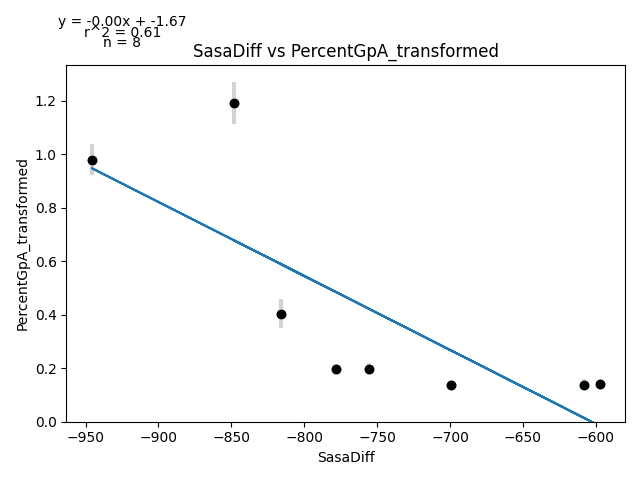 y = -0.00x + -1.67
r^2 = 0.61
n = 8
SasaDiff vs PercentGpA_transformed
PercentGpA_transformed
1.2
1.0
0.8
0.6
0.4
0.2
0.0
−950
−900
−850
−800
−750
−700
−650
−600
SasaDiff